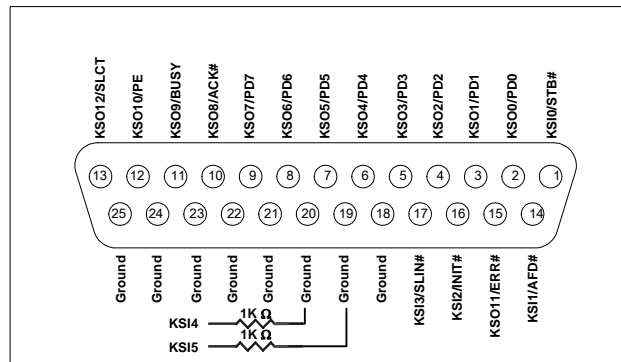 KSO12/SLCT
KSO10/PE
KSO9/BUSY
KSO8/ACK#
KSO7/PD7
KSO6/PD6
KSO5/PD5
KSO4/PD4
KSO3/PD3
KSO2/PD2
KSO1/PD1
KSO0/PD0
KSI0/STB#
13 12 11 10 9 8 7 6 5 4 3 2 1
25 24 23 22 21 20 19 18 17 16 15 14
Ground
Ground
Ground
Ground
Ground
Ground
Ground
Ground
KSI3/SLIN#
KSI2/INIT#
KSO11/ERR#
KSI1/AFD#
KSI4 1K Ω
KSI5 1K Ω